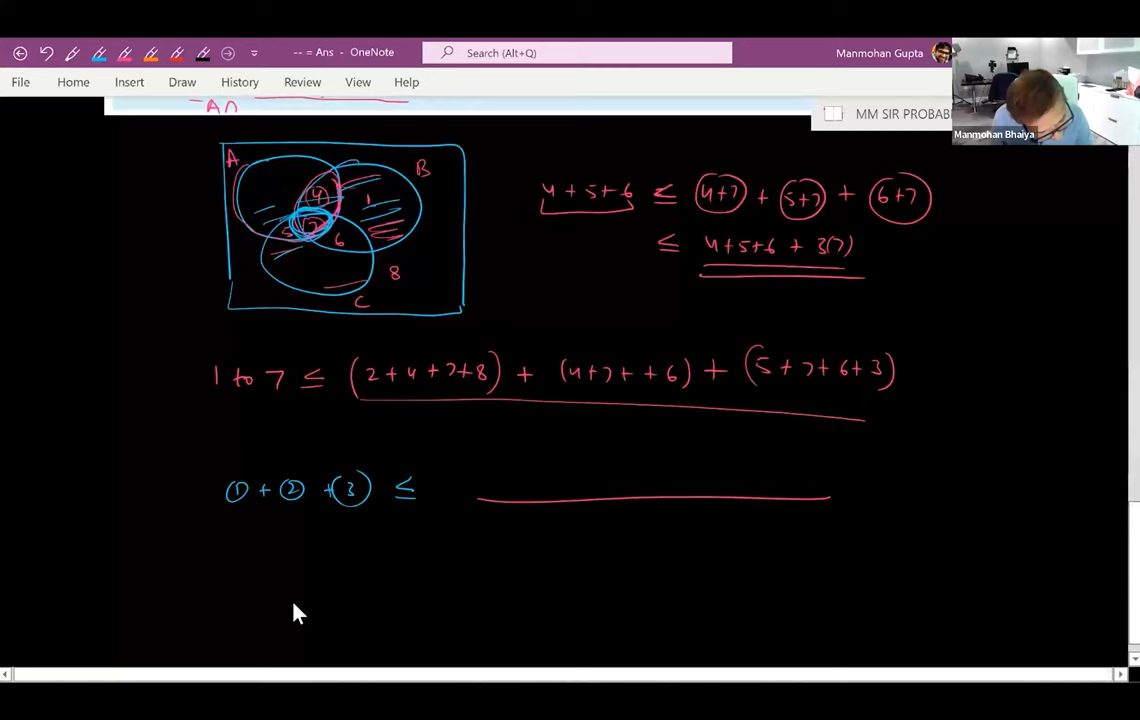 -- = Ans - OneNote
Search (Alt+Q)
Manmohan Gupta
File Home Insert Draw History Review View Help
A∩
MM SIR PROBAB
Manmohan Bhaiya
A
B
4
1
7
5
6
8
C
4 + 5 + 6 ≤ (4+7) + (5+7) + (6+7)
≤ 4+5+6 + 3(7)
1 to 7 ≤ (2+4+7+8) + (4+7++6) + (5+7+6+3)
① + ② + ③ ≤